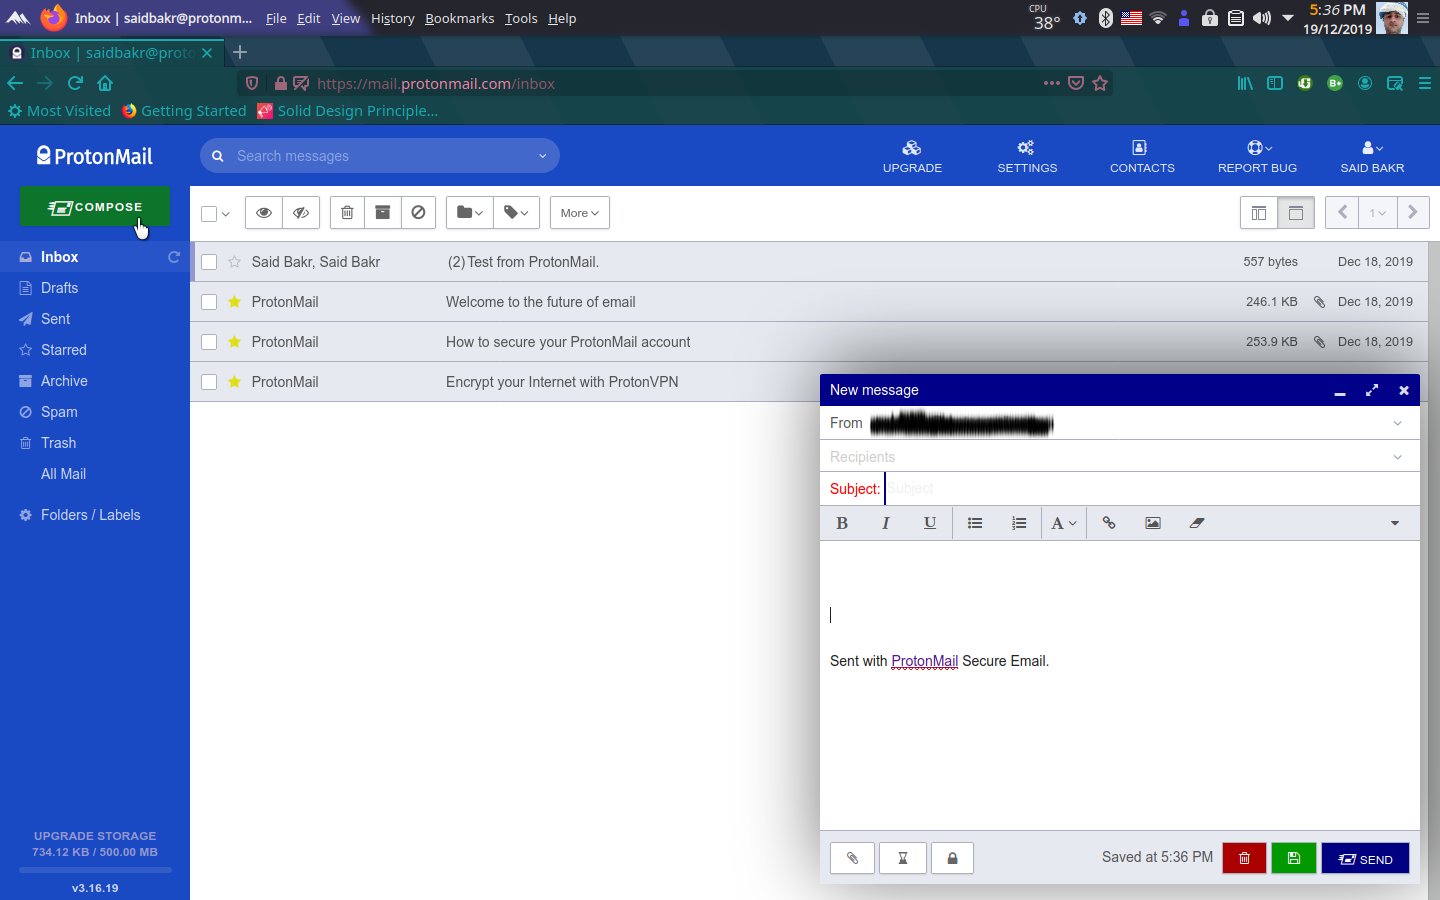 Inbox | saidbakr@protonm... File Edit View History Bookmarks Tools Help CPU 38° 5:36 PM 19/12/2019
Inbox | saidbakr@proto
https://mail.protonmail.com/inbox
Most Visited Getting Started Solid Design Principle...
ProtonMail Search messages UPGRADE SETTINGS CONTACTS REPORT BUG SAID BAKR
COMPOSE More 1
Inbox
Said Bakr, Said Bakr (2) Test from ProtonMail. 557 bytes Dec 18, 2019
Drafts
ProtonMail Welcome to the future of email 246.1 KB Dec 18, 2019
Sent
ProtonMail How to secure your ProtonMail account 253.9 KB Dec 18, 2019
Starred
ProtonMail Encrypt your Internet with ProtonVPN
Archive
Spam
Trash
All Mail
Folders / Labels
New message
From
Recipients
Subject: Subject
B I U A
Sent with ProtonMail Secure Email.
Saved at 5:36 PM SEND
UPGRADE STORAGE
734.12 KB / 500.00 MB
v3.16.19